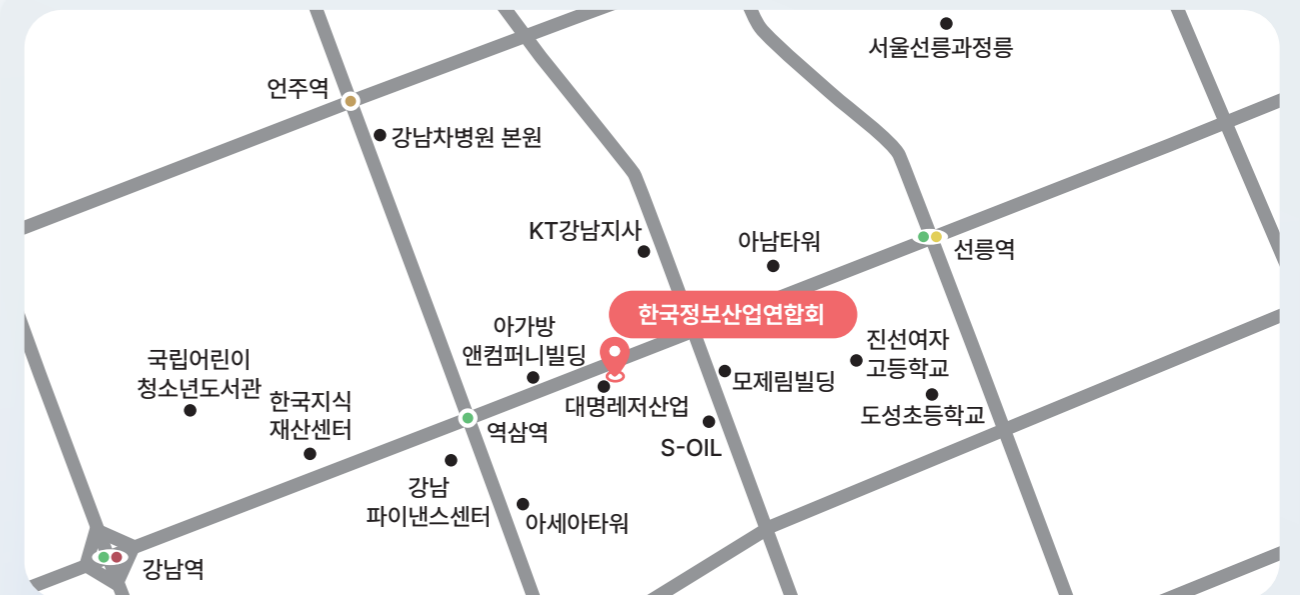 서울선릉과정릉
언주역
강남차병원 본원
KT강남지사
아남타워
선릉역
한국정보산업연합회
아가방
앤컴퍼니빌딩
진선여자
고등학교
국립어린이
청소년도서관
한국지식
재산센터
모제림빌딩
대명레저산업
도성초등학교
역삼역
S-OIL
강남
파이낸스센터
아세아타워
강남역